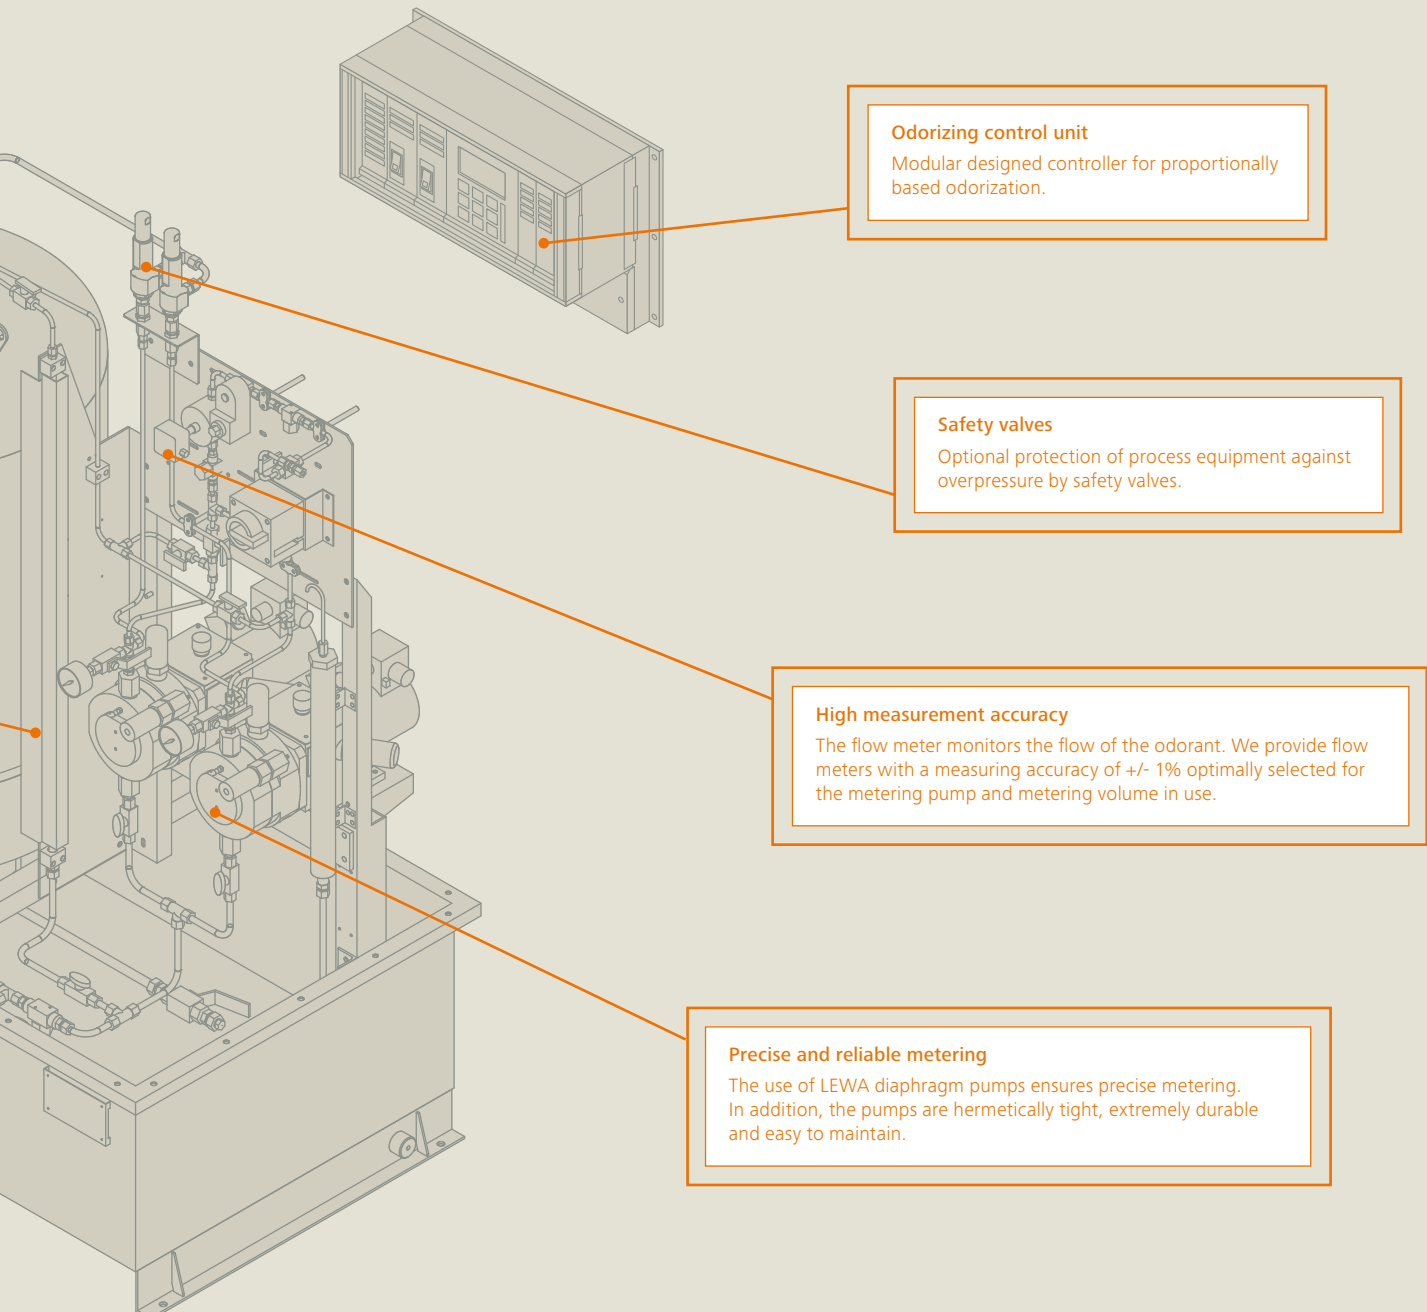 Odorizing control unit
Modular designed controller for proportionally
based odorization.
Safety valves
Optional protection of process equipment against
overpressure by safety valves.
High measurement accuracy
The flow meter monitors the flow of the odorant. We provide flow
meters with a measuring accuracy of +/- 1% optimally selected for
the metering pump and metering volume in use.
Precise and reliable metering
The use of LEWA diaphragm pumps ensures precise metering.
In addition, the pumps are hermetically tight, extremely durable
and easy to maintain.